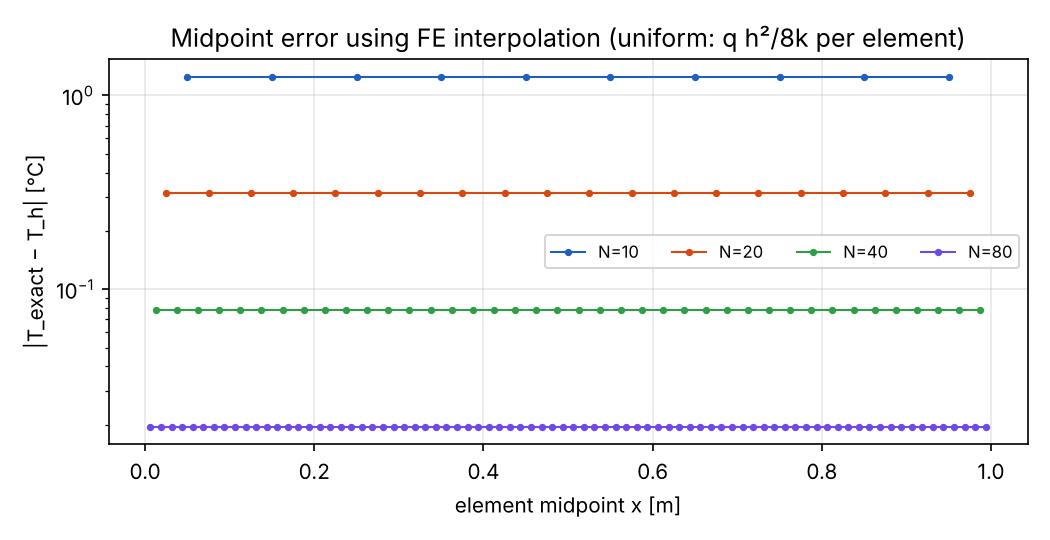 Midpoint error using FE interpolation (uniform: q h²/8k per element)
|T_exact − T_h| [°C]
10⁰
10⁻¹
N=10 N=20 N=40 N=80
0.0 0.2 0.4 0.6 0.8 1.0
element midpoint x [m]